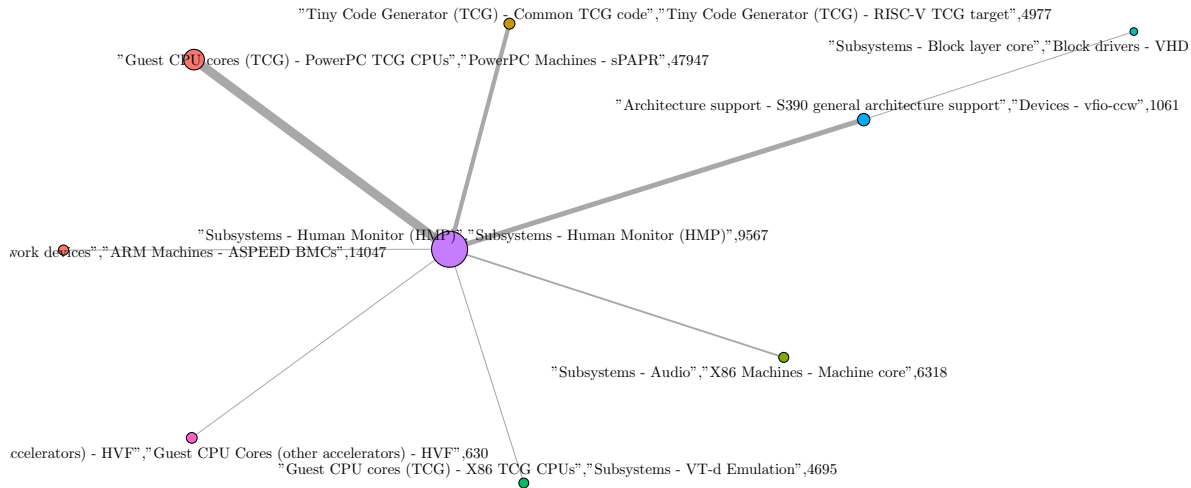 ”Tiny Code Generator (TCG) - Common TCG code”,”Tiny Code Generator (TCG) - RISC-V TCG target”,4977
”Subsystems - Block layer core”,”Block drivers - VHD
”Guest CPU cores (TCG) - PowerPC TCG CPUs”,”PowerPC Machines - sPAPR”,47947
”Architecture support - S390 general architecture support”,”Devices - vfio-ccw”,1061
”Subsystems - Human Monitor (HMP)”,”Subsystems - Human Monitor (HMP)”,9567
devices”,”ARM Machines - ASPEED BMCs”,14047
”Subsystems - Audio”,”X86 Machines - Machine core”,6318
ccelerators) - HVF”,”Guest CPU Cores (other accelerators) - HVF”,630
”Guest CPU cores (TCG) - X86 TCG CPUs”,”Subsystems - VT-d Emulation”,4695